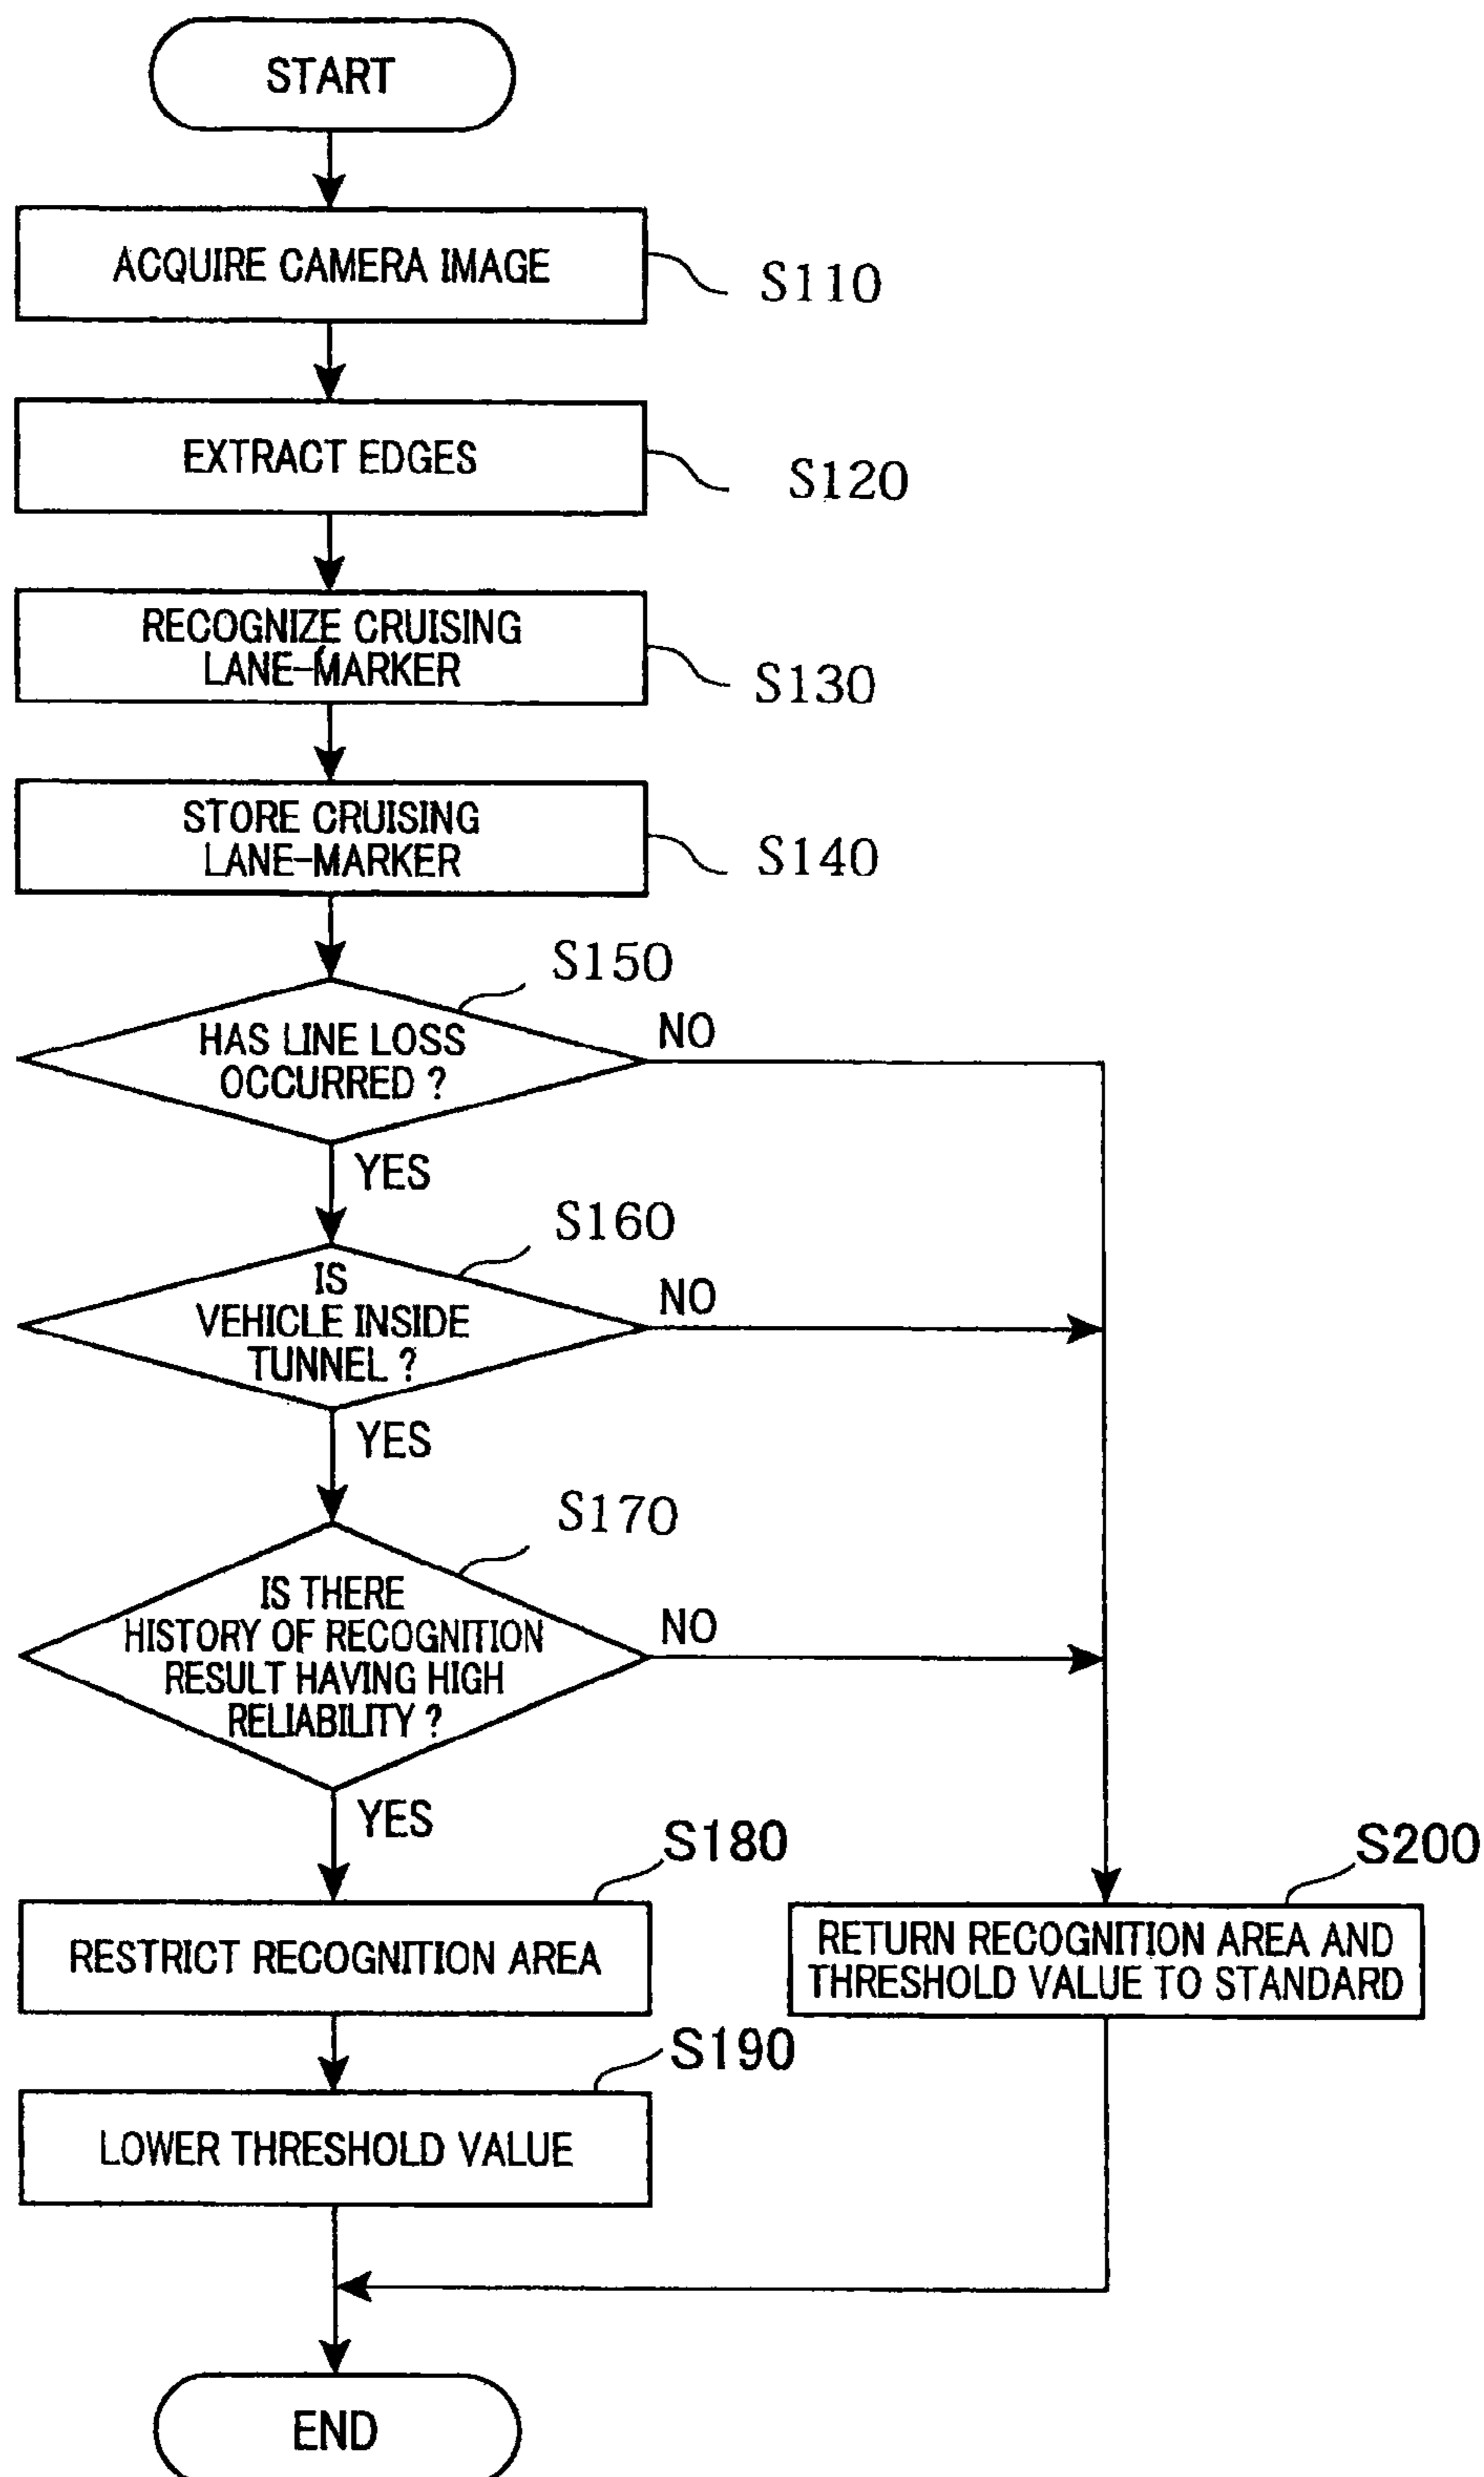 START
ACQUIRE CAMERA IMAGE
S110
EXTRACT EDGES
S120
RECOGNIZE CRUISING
LANE-MARKER
S130
STORE CRUISING
LANE-MARKER
S140
S150
HAS LINE LOSS
OCCURRED ?
NO
YES
S160
IS
VEHICLE INSIDE
TUNNEL ?
NO
YES
S170
IS THERE
HISTORY OF RECOGNITION
RESULT HAVING HIGH
RELIABILITY ?
NO
YES
S180
RESTRICT RECOGNITION AREA
S200
RETURN RECOGNITION AREA AND
THRESHOLD VALUE TO STANDARD
S190
LOWER THRESHOLD VALUE
END